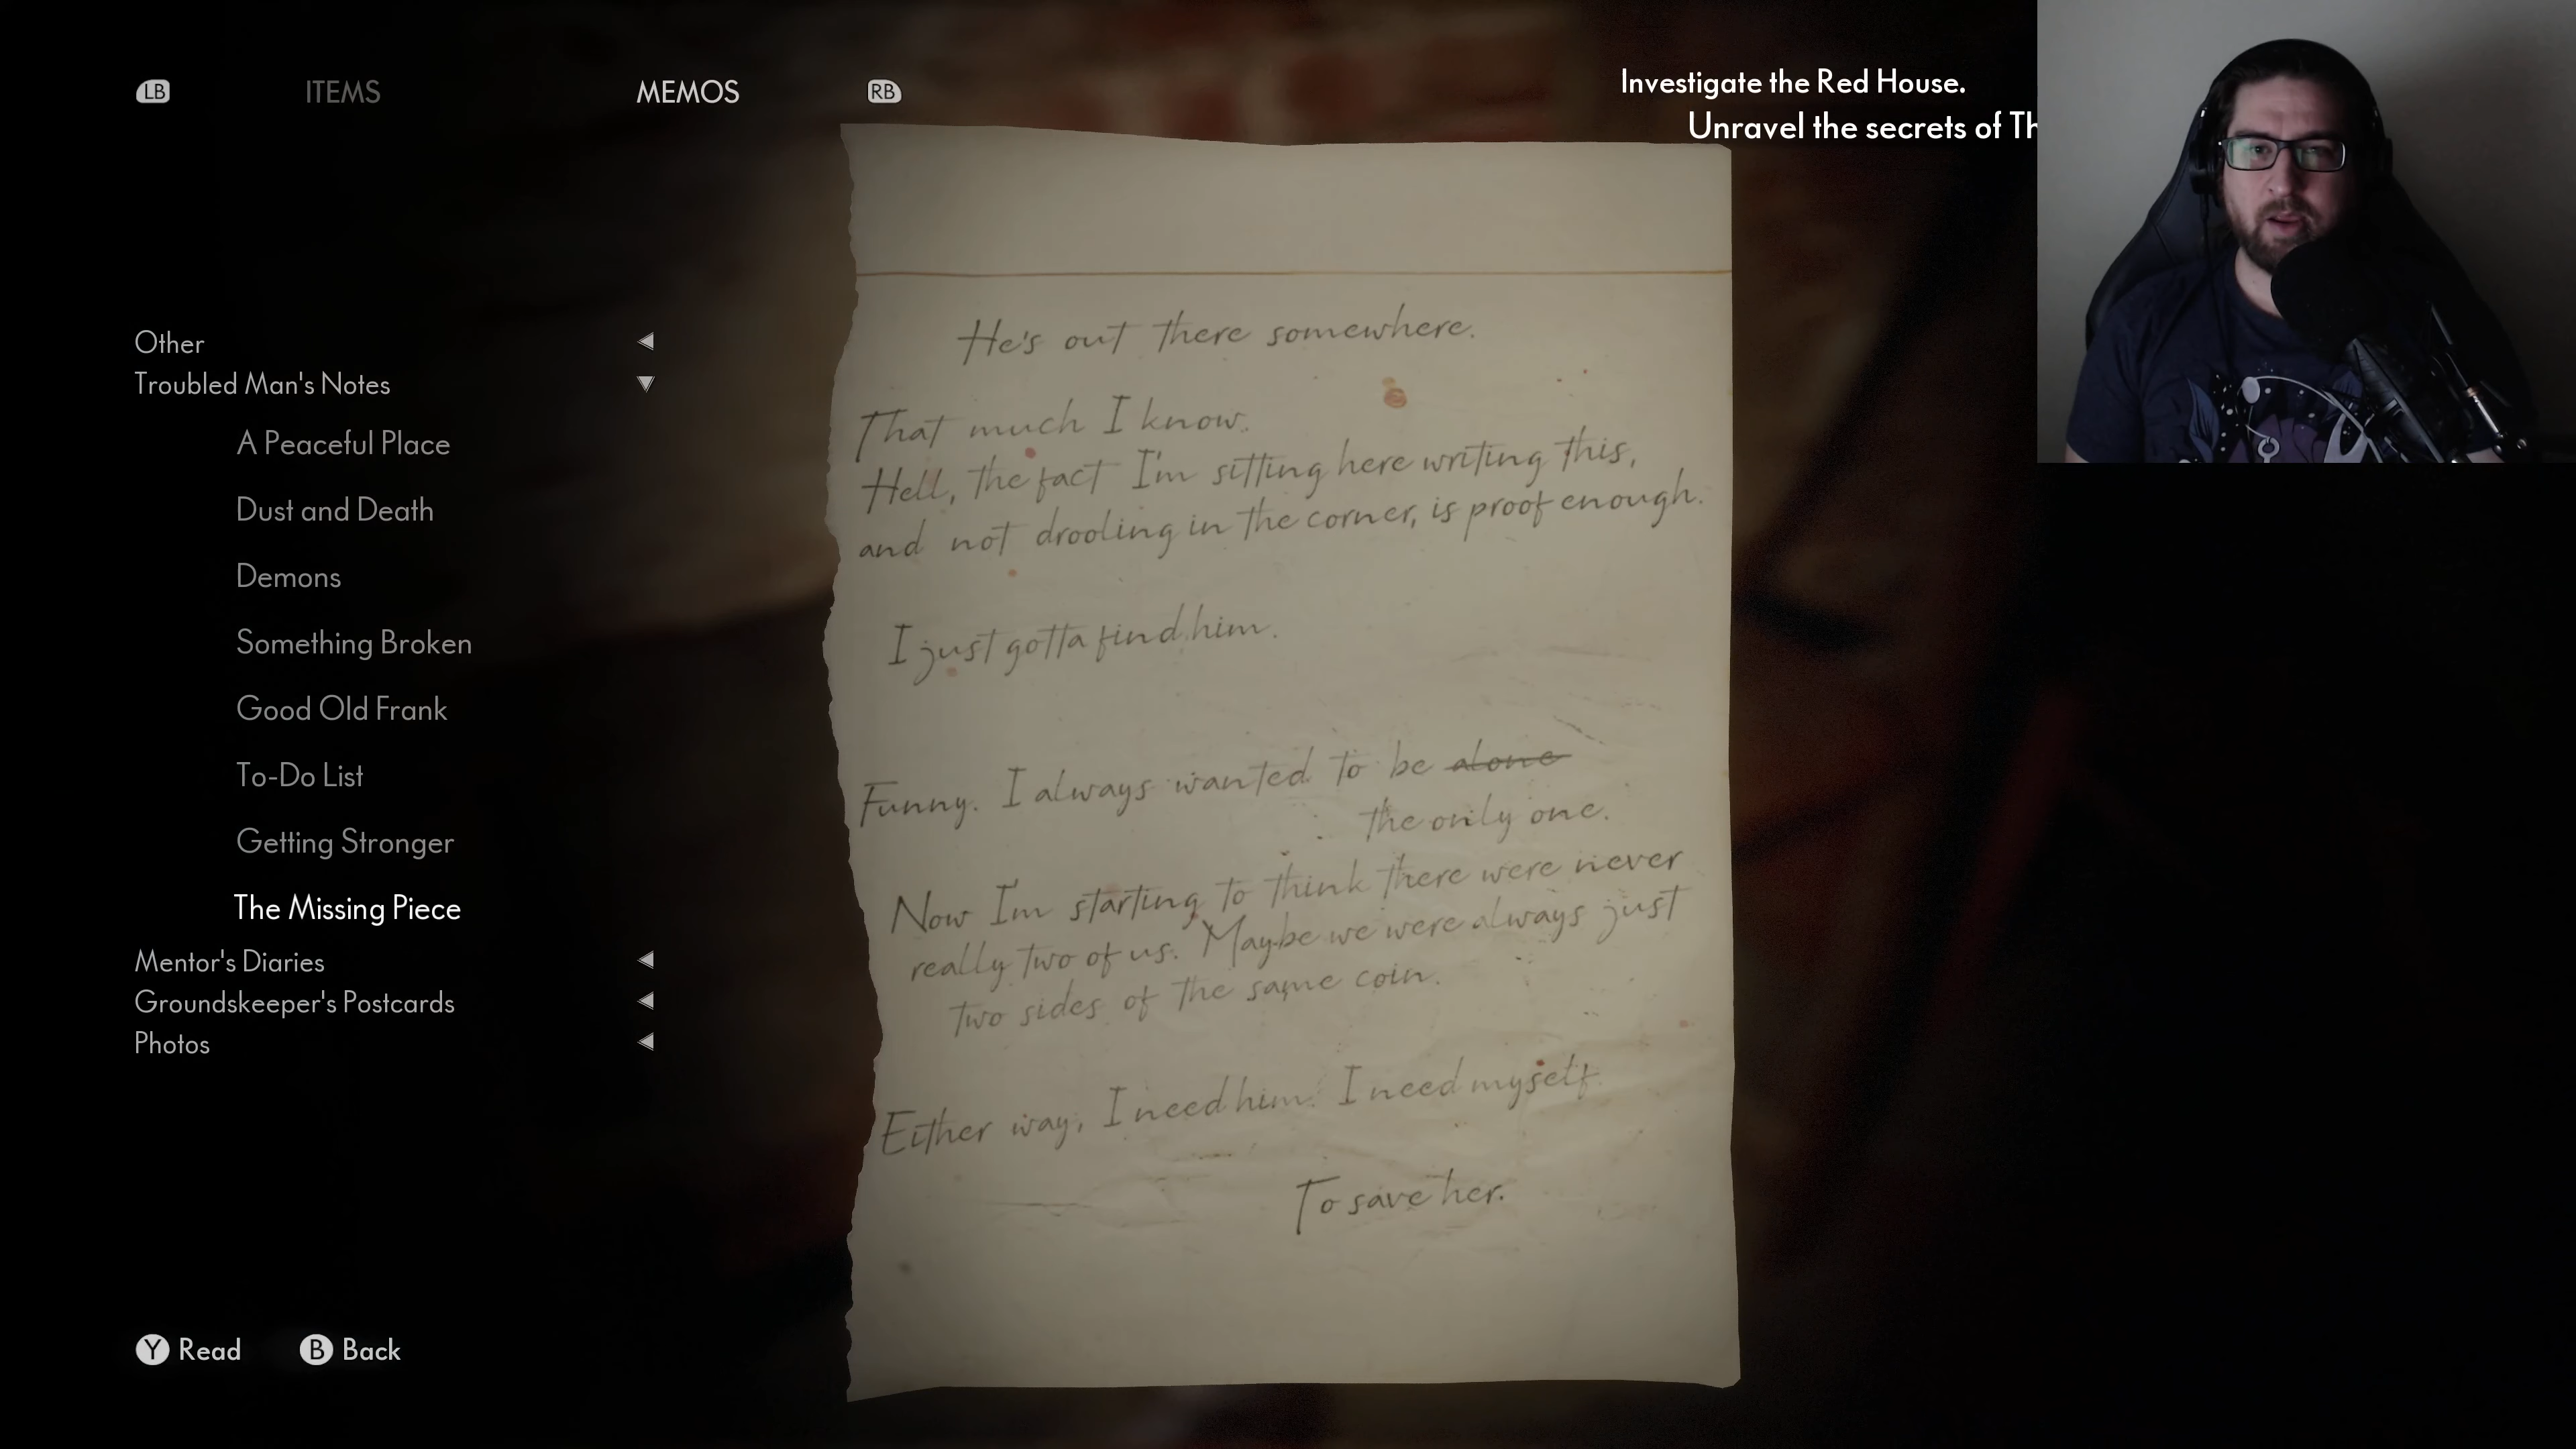 LB
ITEMS
MEMOS
RB
Investigate the Red House.
Unravel the secrets of Th
Other
Troubled Man's Notes
A Peaceful Place
Dust and Death
Demons
Something Broken
Good Old Frank
To-Do List
Getting Stronger
The Missing Piece
Mentor's Diaries
Groundskeeper's Postcards
Photos
He's out there somewhere.
That much I know.
Hell, the fact I'm sitting here writing this,
and not drooling in the corner, is proof enough.
I just gotta find him.
Funny. I always wanted to be alone
the only one.
Now I'm starting to think there were never
really two of us. Maybe we were always just
two sides of the same coin.
Either way, I need him. I need myself.
To save her.
Y Read
B Back